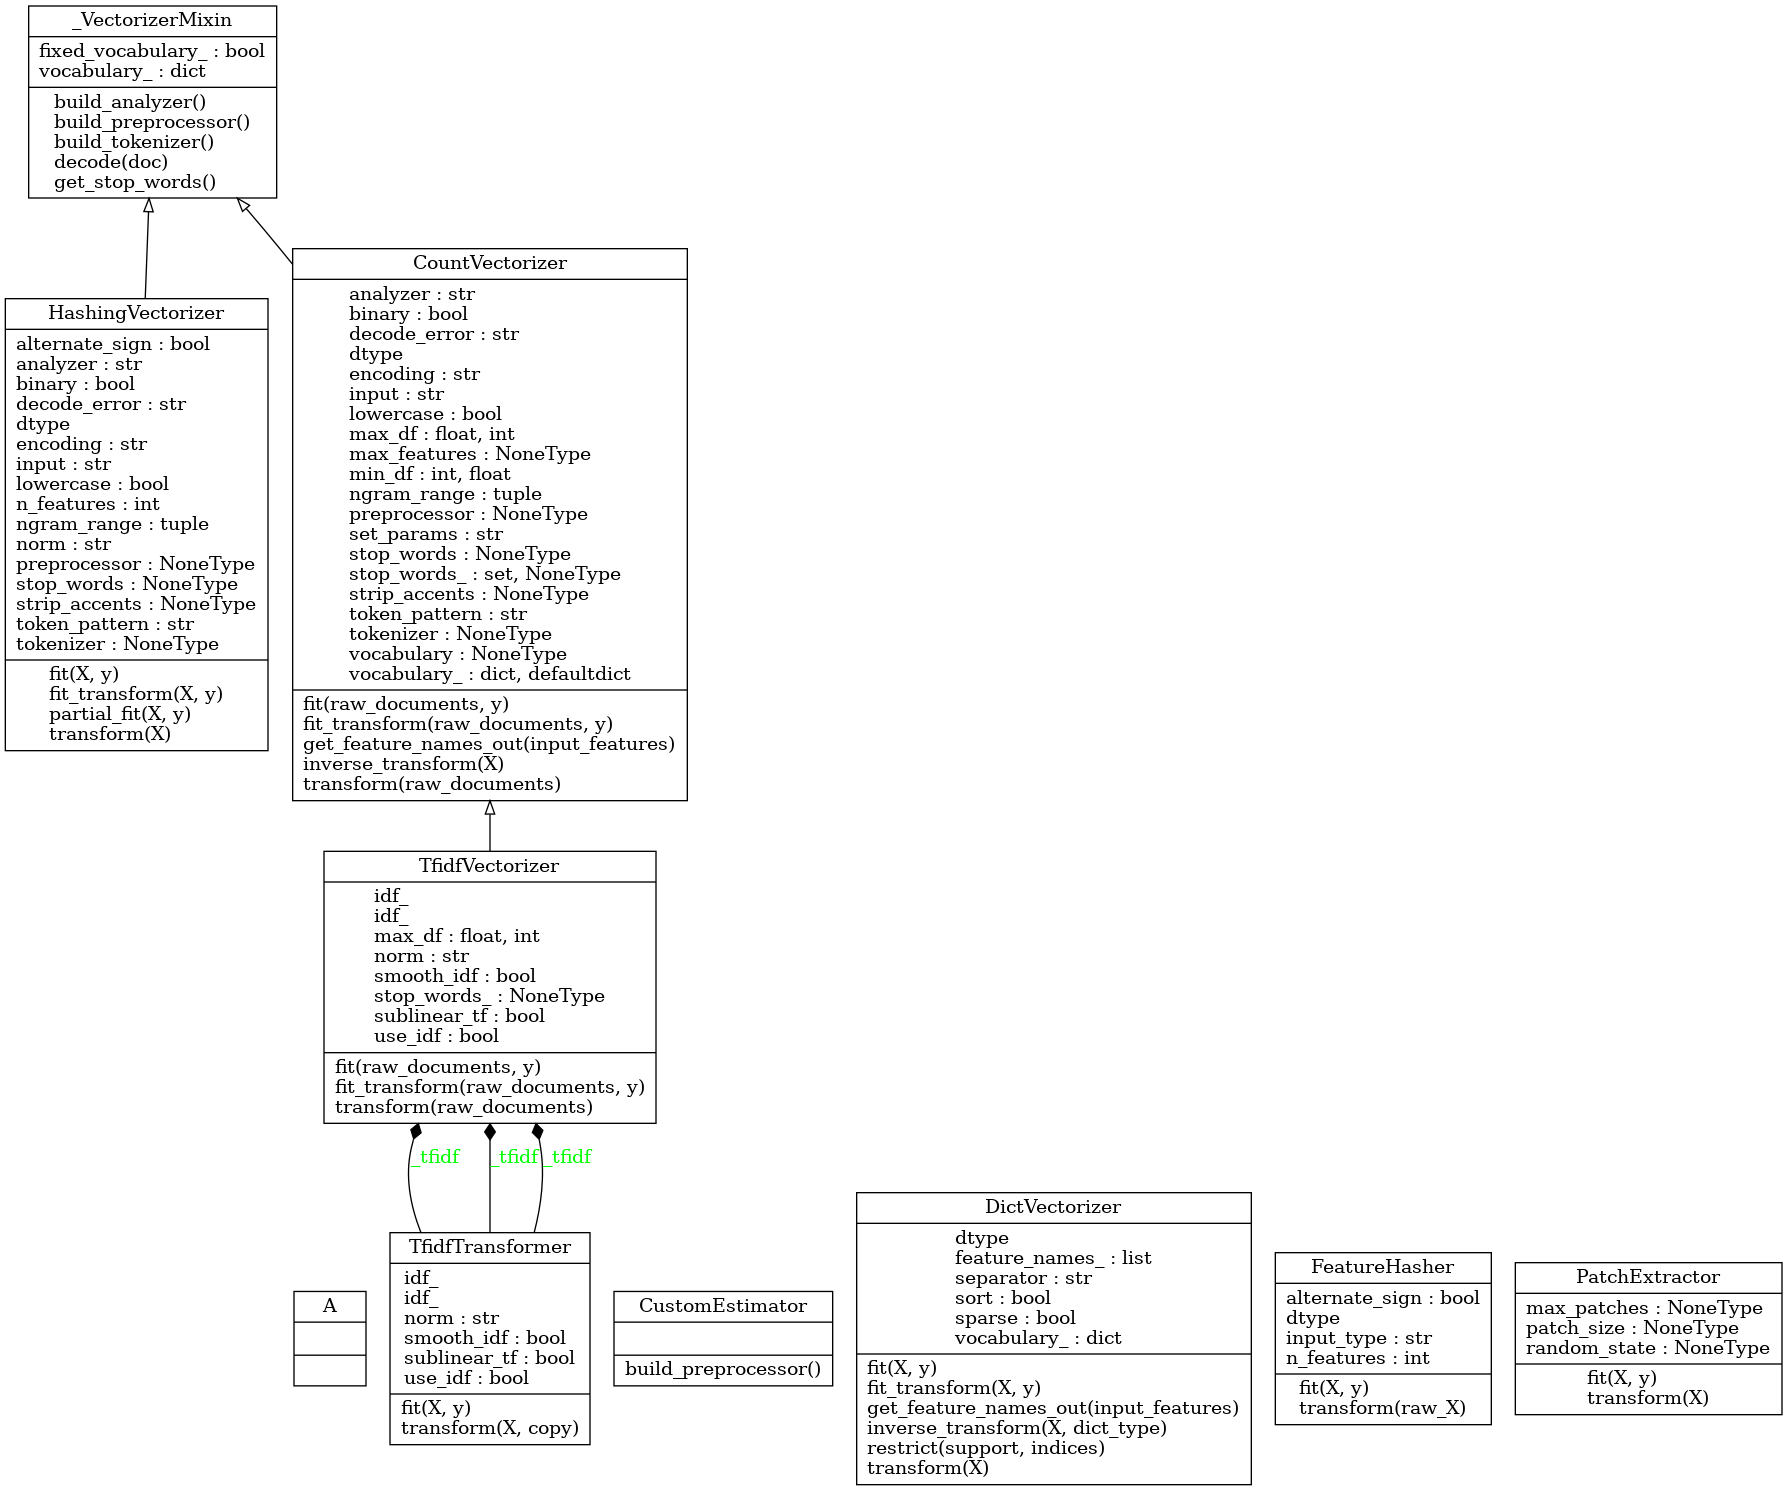 _VectorizerMixin
fixed_vocabulary_ : bool
vocabulary_ : dict
build_analyzer()
build_preprocessor()
build_tokenizer()
decode(doc)
get_stop_words()
HashingVectorizer
alternate_sign : bool
analyzer : str
binary : bool
decode_error : str
dtype
encoding : str
input : str
lowercase : bool
n_features : int
ngram_range : tuple
norm : str
preprocessor : NoneType
stop_words : NoneType
strip_accents : NoneType
token_pattern : str
tokenizer : NoneType
fit(X, y)
fit_transform(X, y)
partial_fit(X, y)
transform(X)
CountVectorizer
analyzer : str
binary : bool
decode_error : str
dtype
encoding : str
input : str
lowercase : bool
max_df : float, int
max_features : NoneType
min_df : int, float
ngram_range : tuple
preprocessor : NoneType
set_params : str
stop_words : NoneType
stop_words_ : set, NoneType
strip_accents : NoneType
token_pattern : str
tokenizer : NoneType
vocabulary : NoneType
vocabulary_ : dict, defaultdict
fit(raw_documents, y)
fit_transform(raw_documents, y)
get_feature_names_out(input_features)
inverse_transform(X)
transform(raw_documents)
TfidfVectorizer
idf_
idf_
max_df : float, int
norm : str
smooth_idf : bool
stop_words_ : NoneType
sublinear_tf : bool
use_idf : bool
fit(raw_documents, y)
fit_transform(raw_documents, y)
transform(raw_documents)
_tfidf
_tfidf
_tfidf
A
TfidfTransformer
idf_
idf_
norm : str
smooth_idf : bool
sublinear_tf : bool
use_idf : bool
fit(X, y)
transform(X, copy)
CustomEstimator
build_preprocessor()
DictVectorizer
dtype
feature_names_ : list
separator : str
sort : bool
sparse : bool
vocabulary_ : dict
fit(X, y)
fit_transform(X, y)
get_feature_names_out(input_features)
inverse_transform(X, dict_type)
restrict(support, indices)
transform(X)
FeatureHasher
alternate_sign : bool
dtype
input_type : str
n_features : int
fit(X, y)
transform(raw_X)
PatchExtractor
max_patches : NoneType
patch_size : NoneType
random_state : NoneType
fit(X, y)
transform(X)